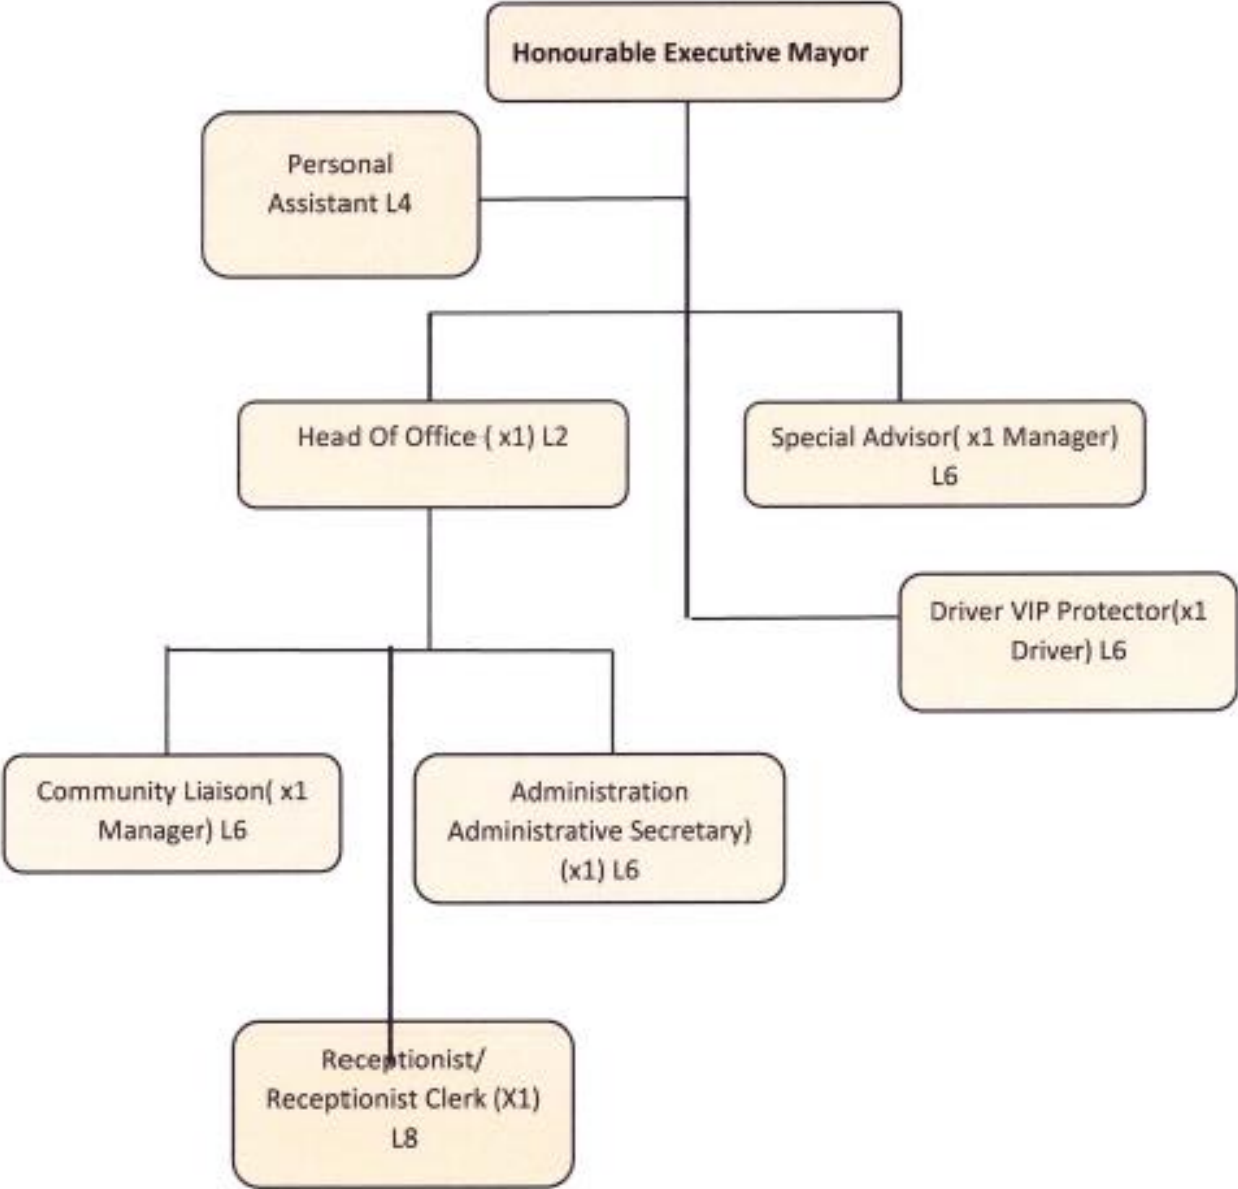 Honourable Executive Mayor
Personal
Assistant L4
Head Of Office ( x1) L2
Special Advisor( x1 Manager)
L6
Driver VIP Protector(x1
Driver) L6
Community Liaison( x1
Manager) L6
Administration
Administrative Secretary)
(x1) L6
Receptionist/
Receptionist Clerk (X1)
L8